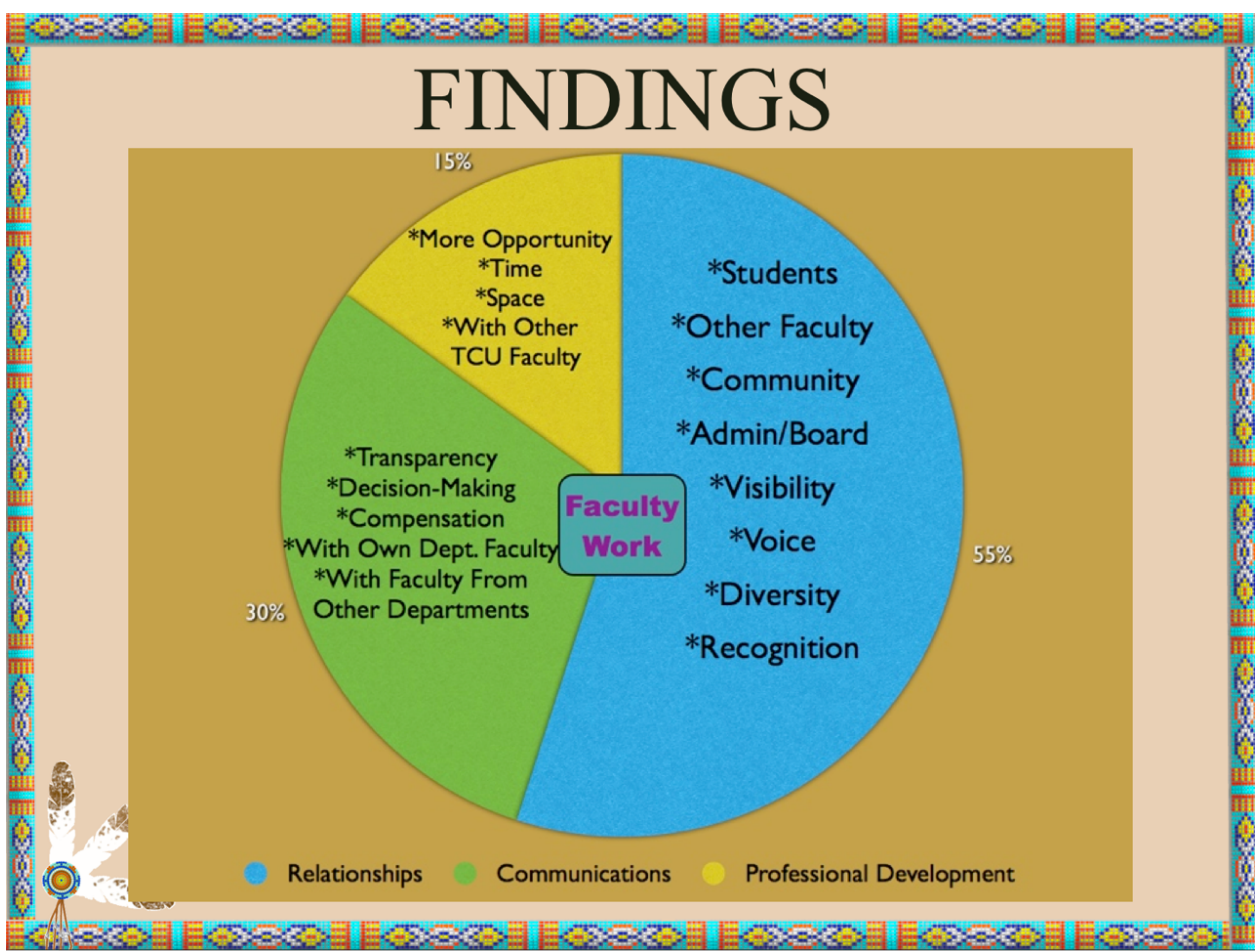 FINDINGS
15%
*More Opportunity
*Time
*Space
*With Other
TCU Faculty
*Students
*Other Faculty
*Community
*Admin/Board
*Visibility
*Voice
*Diversity
*Recognition
55%
*Transparency
*Decision-Making
*Compensation
*With Own Dept. Faculty
*With Faculty From
Other Departments
30%
Faculty
Work
Relationships
Communications
Professional Development